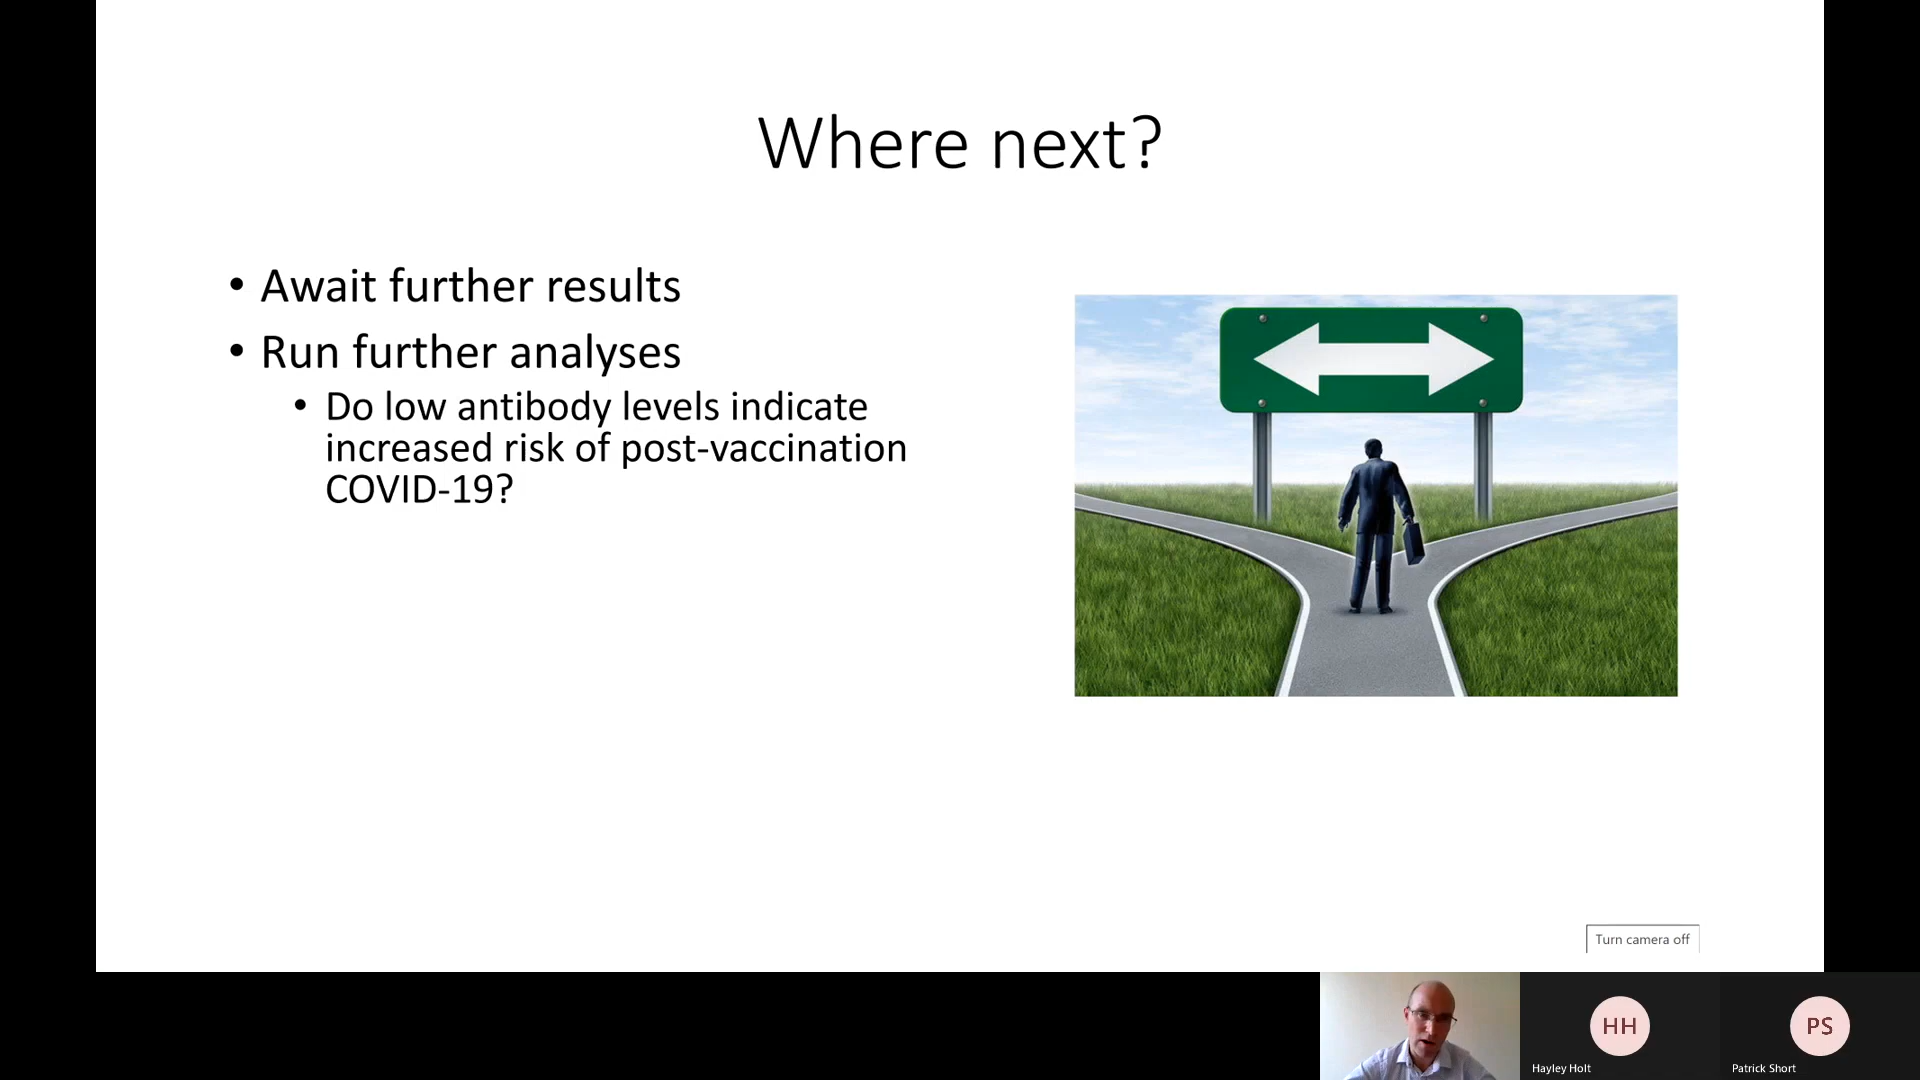 Where next?
• Await further results
• Run further analyses
• Do low antibody levels indicate
increased risk of post-vaccination
COVID-19?
Turn camera off
HH
PS
Hayley Holt
Patrick Short